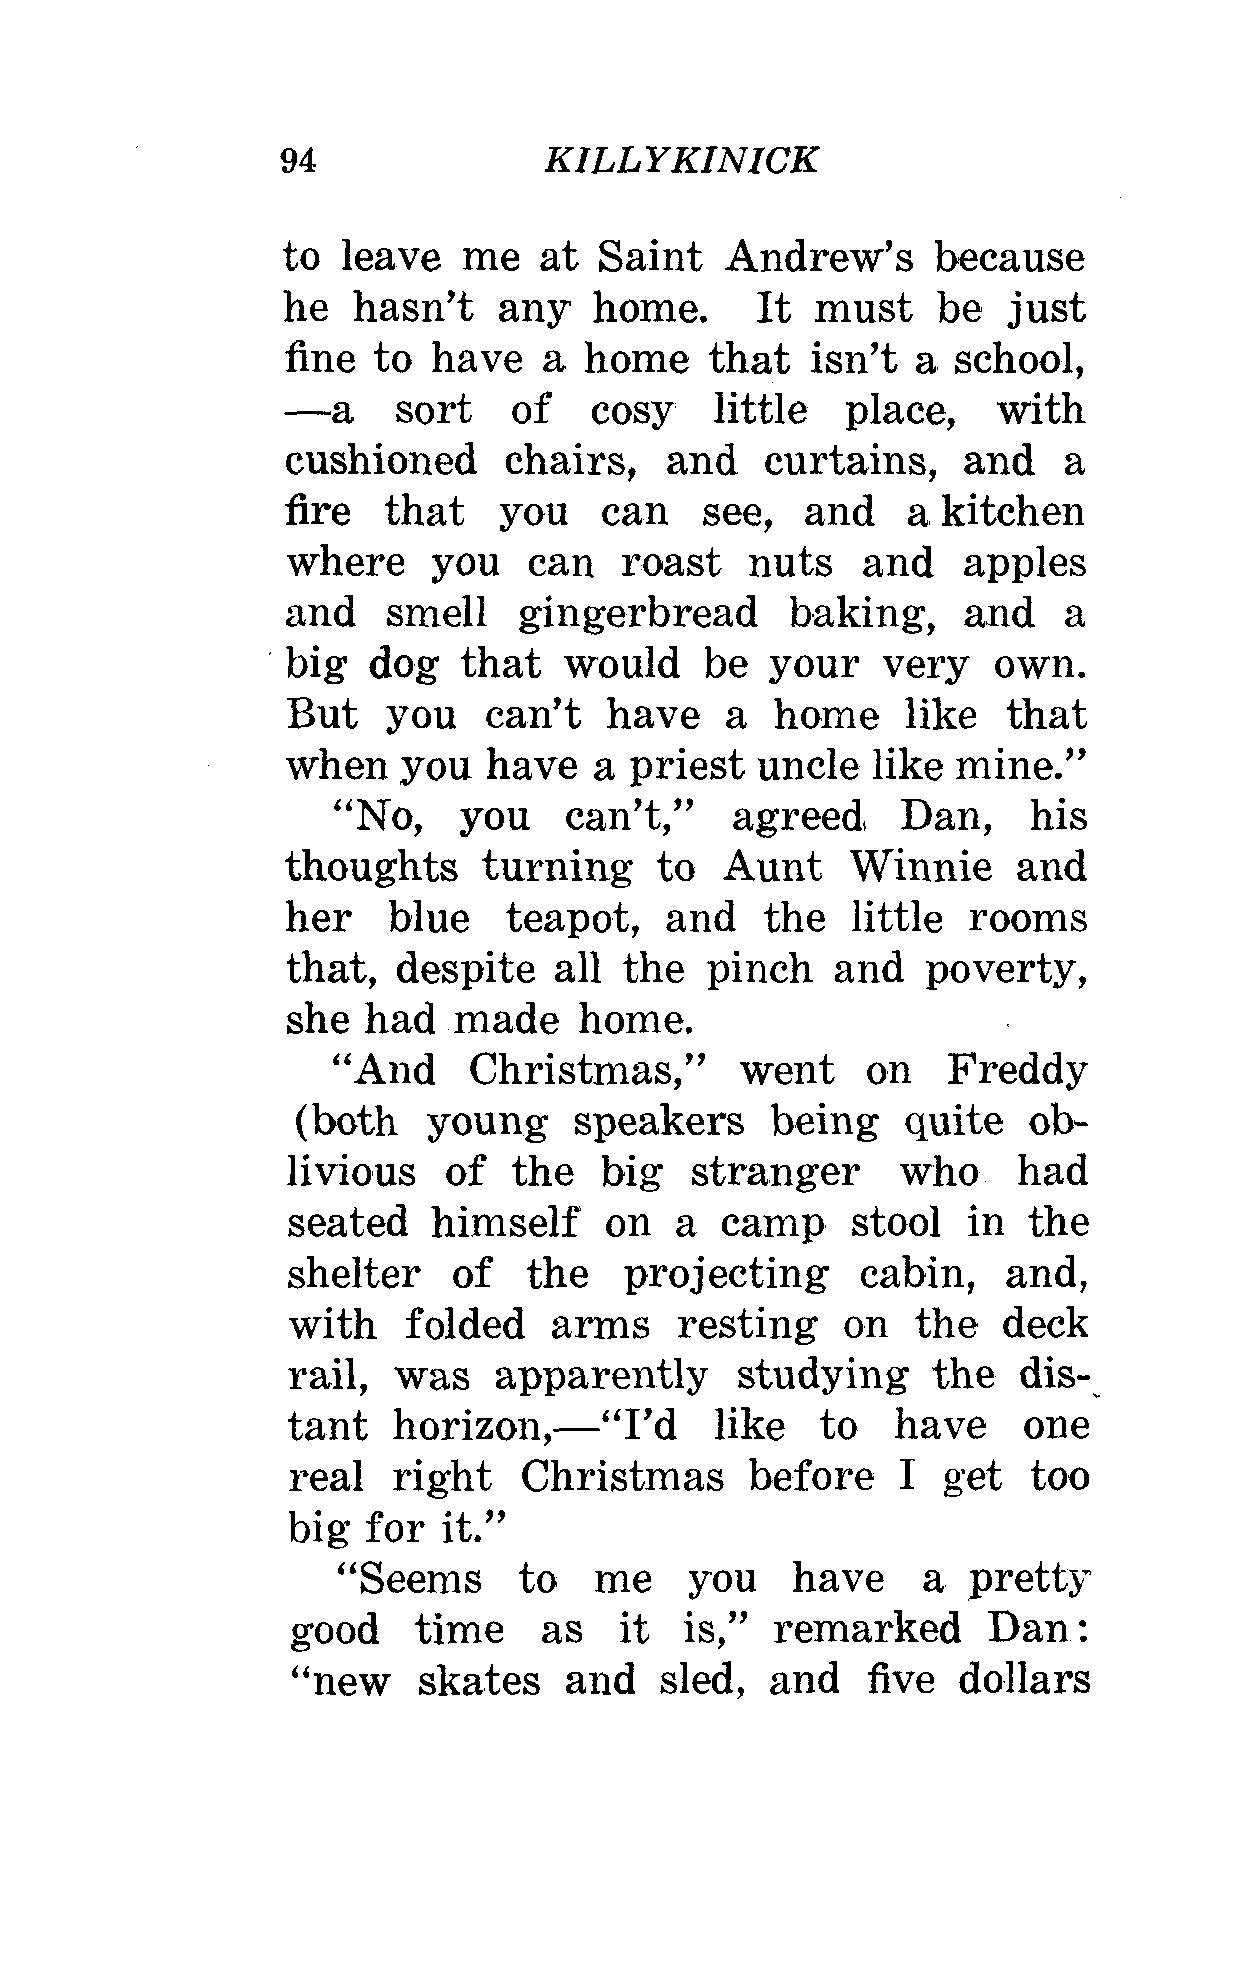 94 KILLYKINICK
to leave me at Saint Andrew's because
he hasn't any home. It must be just
fine to have a home that isn't a school,
—a sort of cosy little place, with
cushioned chairs, and curtains, and a
fire that you can see, and a kitchen
where you can roast nuts and apples
and smell gingerbread baking, and a
big dog that would be your very own.
But you can't have a home like that
when you have a priest uncle like mine."
"No, you can't," agreed Dan, his
thoughts turning to Aunt Winnie and
her blue teapot, and the little rooms
that, despite all the pinch and poverty,
she had made home.
"And Christmas," went on Freddy
(both young speakers being quite ob-
livious of the big stranger who had
seated himself on a camp stool in the
shelter of the projecting cabin, and,
with folded arms resting on the deck
rail, was apparently studying the dis-
tant horizon,—"I'd like to have one
real right Christmas before I get too
big for it."
"Seems to me you have a pretty
good time as it is," remarked Dan:
"new skates and sled, and five dollars